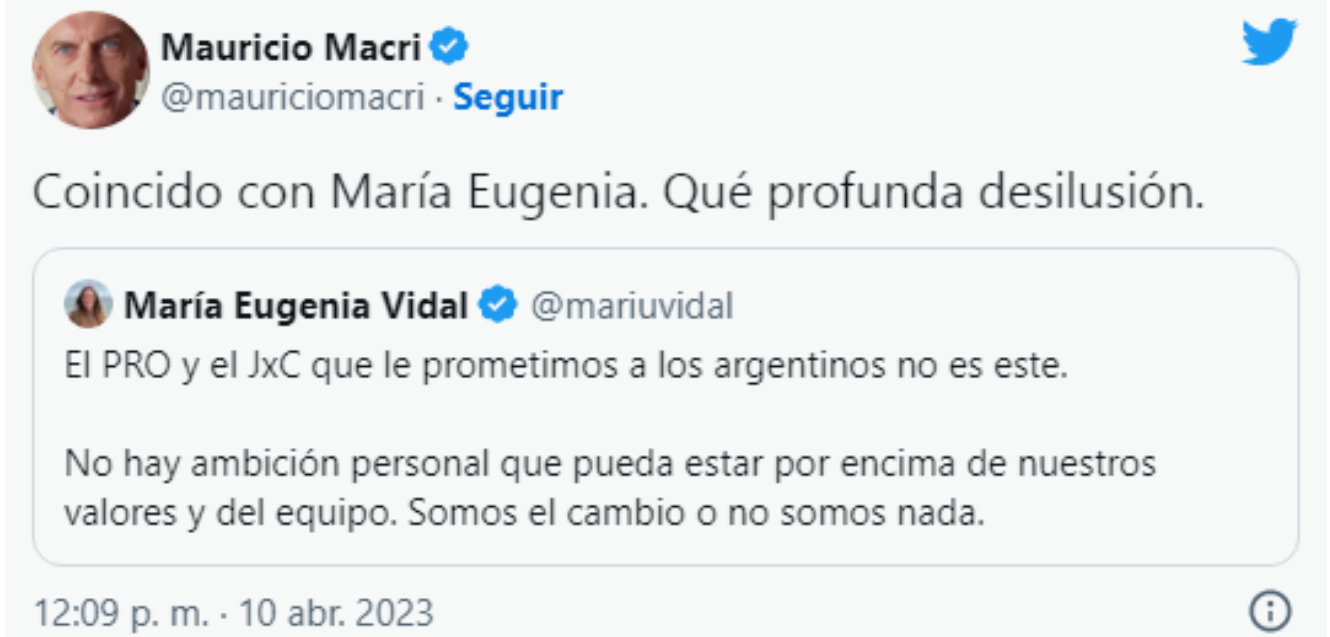 Mauricio Macri
@mauriciomacri · Seguir
Coincido con María Eugenia. Qué profunda desilusión.
María Eugenia Vidal @mariuvidal
El PRO y el JxC que le prometimos a los argentinos no es este.
No hay ambición personal que pueda estar por encima de nuestros
valores y del equipo. Somos el cambio o no somos nada.
12:09 p. m. · 10 abr. 2023